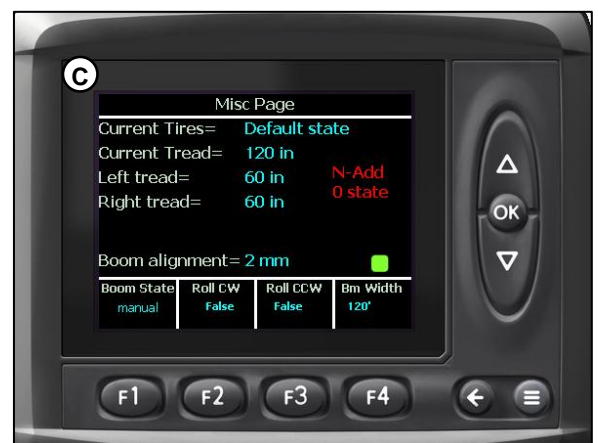 C
Misc Page
Current Tires= Default state
Current Tread= 120 in
Left tread= 60 in N-Add
Right tread= 60 in 0 state
Boom alignment= 2 mm
Boom State Roll CW Roll CCW Bm Width
manual False False 120'
OK
F1 F2 F3 F4